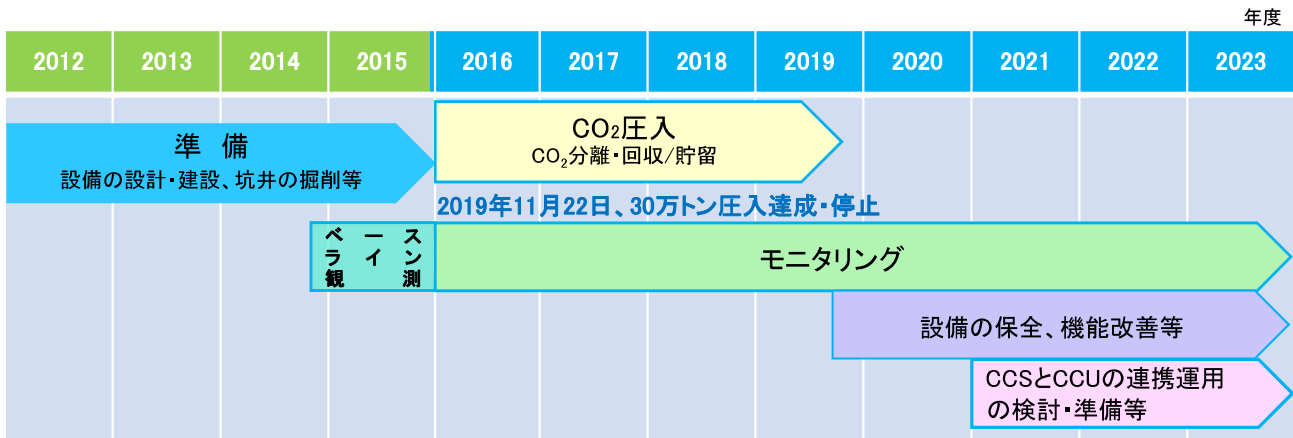 年度
2012 2013 2014 2015 2016 2017 2018 2019 2020 2021 2022 2023
準 備
設備の設計・建設、坑井の掘削等
CO₂圧入
CO₂分離・回収/貯留
2019年11月22日、30万トン圧入達成・停止
ベース
ライン
観測
モニタリング
設備の保全、機能改善等
CCSとCCUの連携運用
の検討・準備等